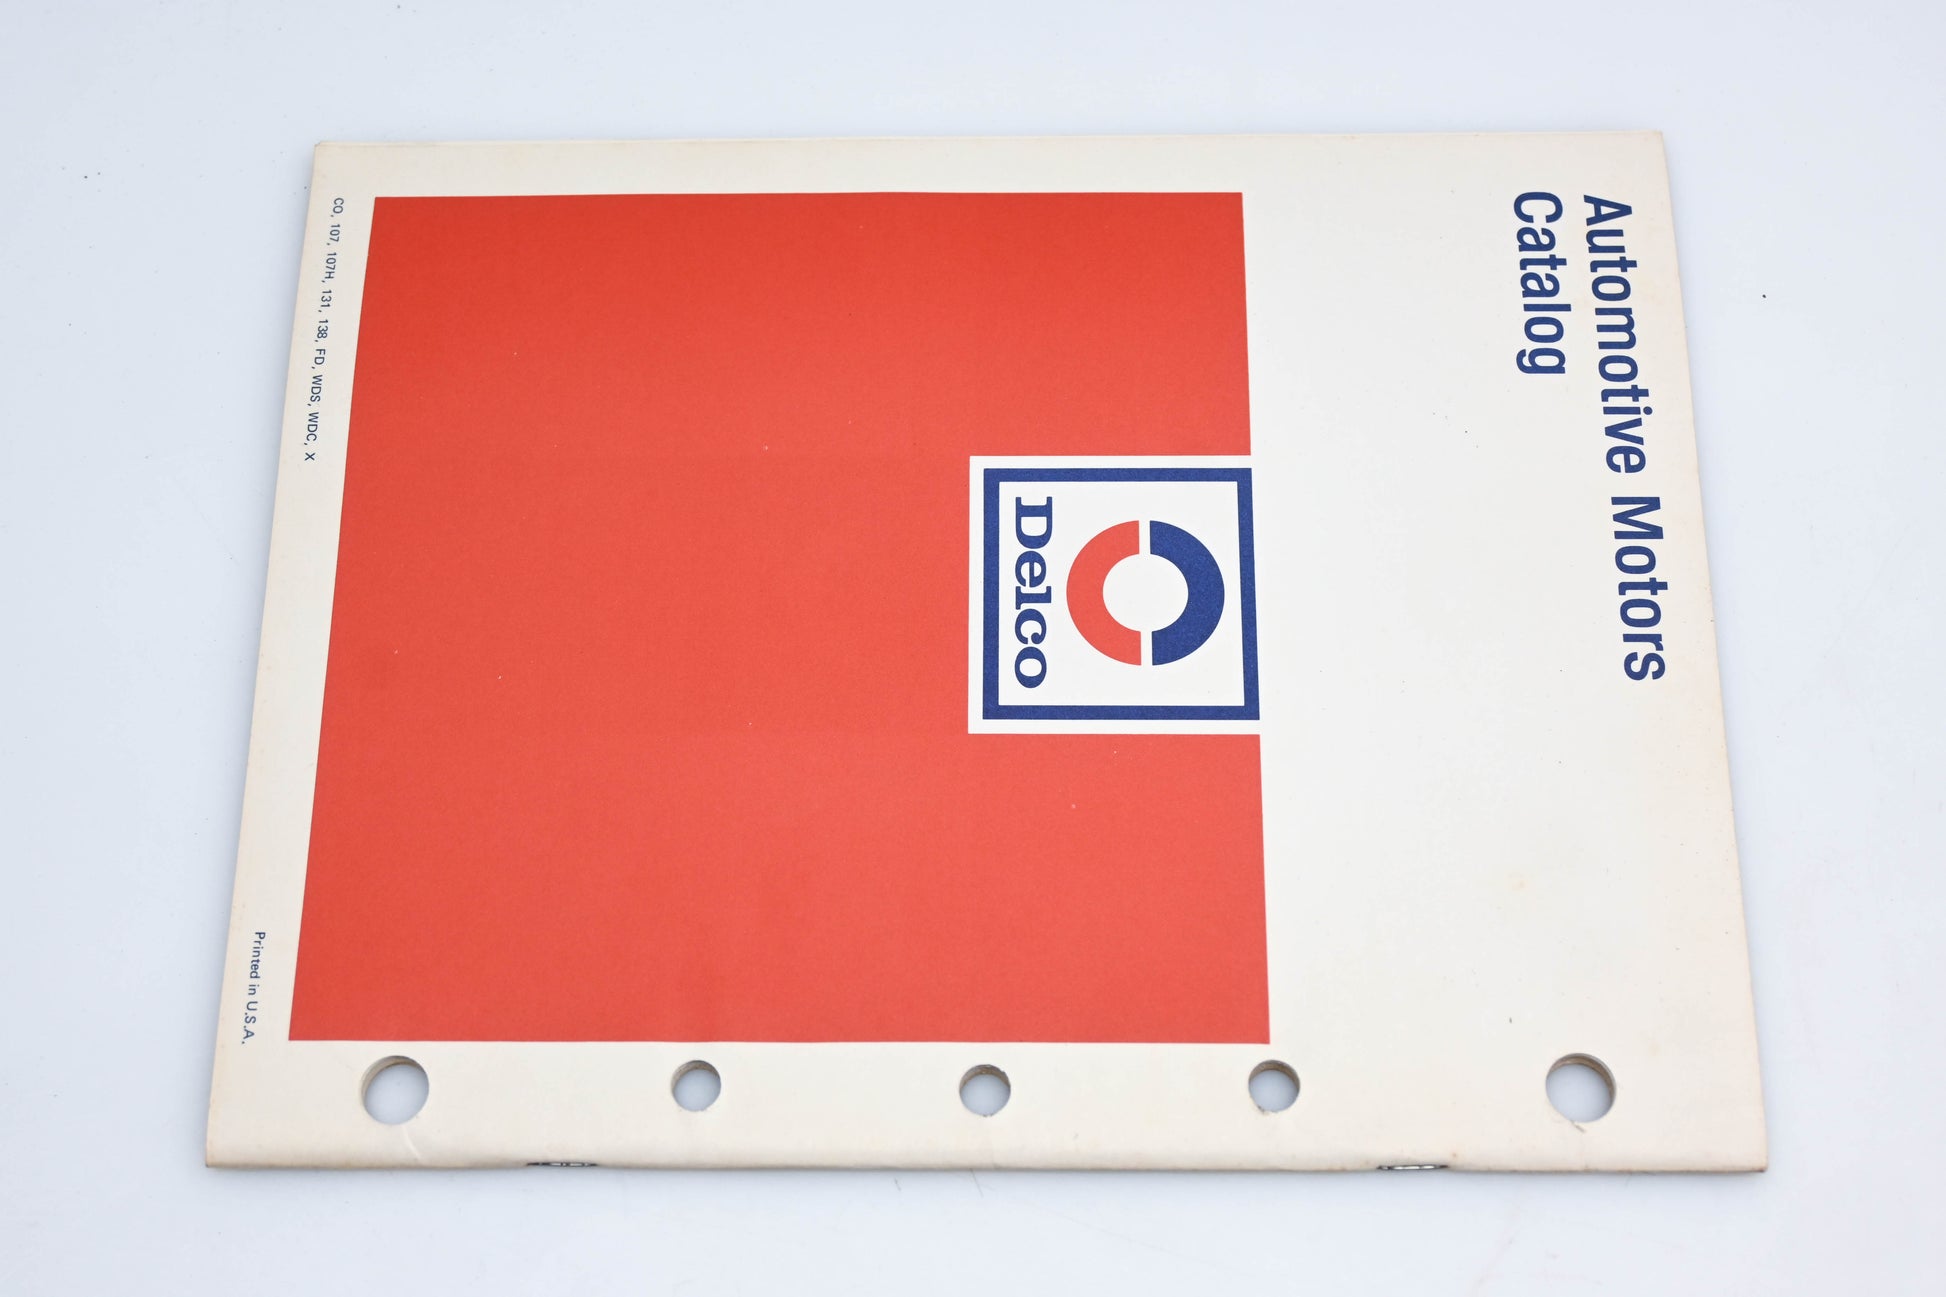 Automotive Motors
Catalog
Delco
CO, 107, 107H, 131, 138, FD, WDS, WDC, X
Printed in U.S.A.